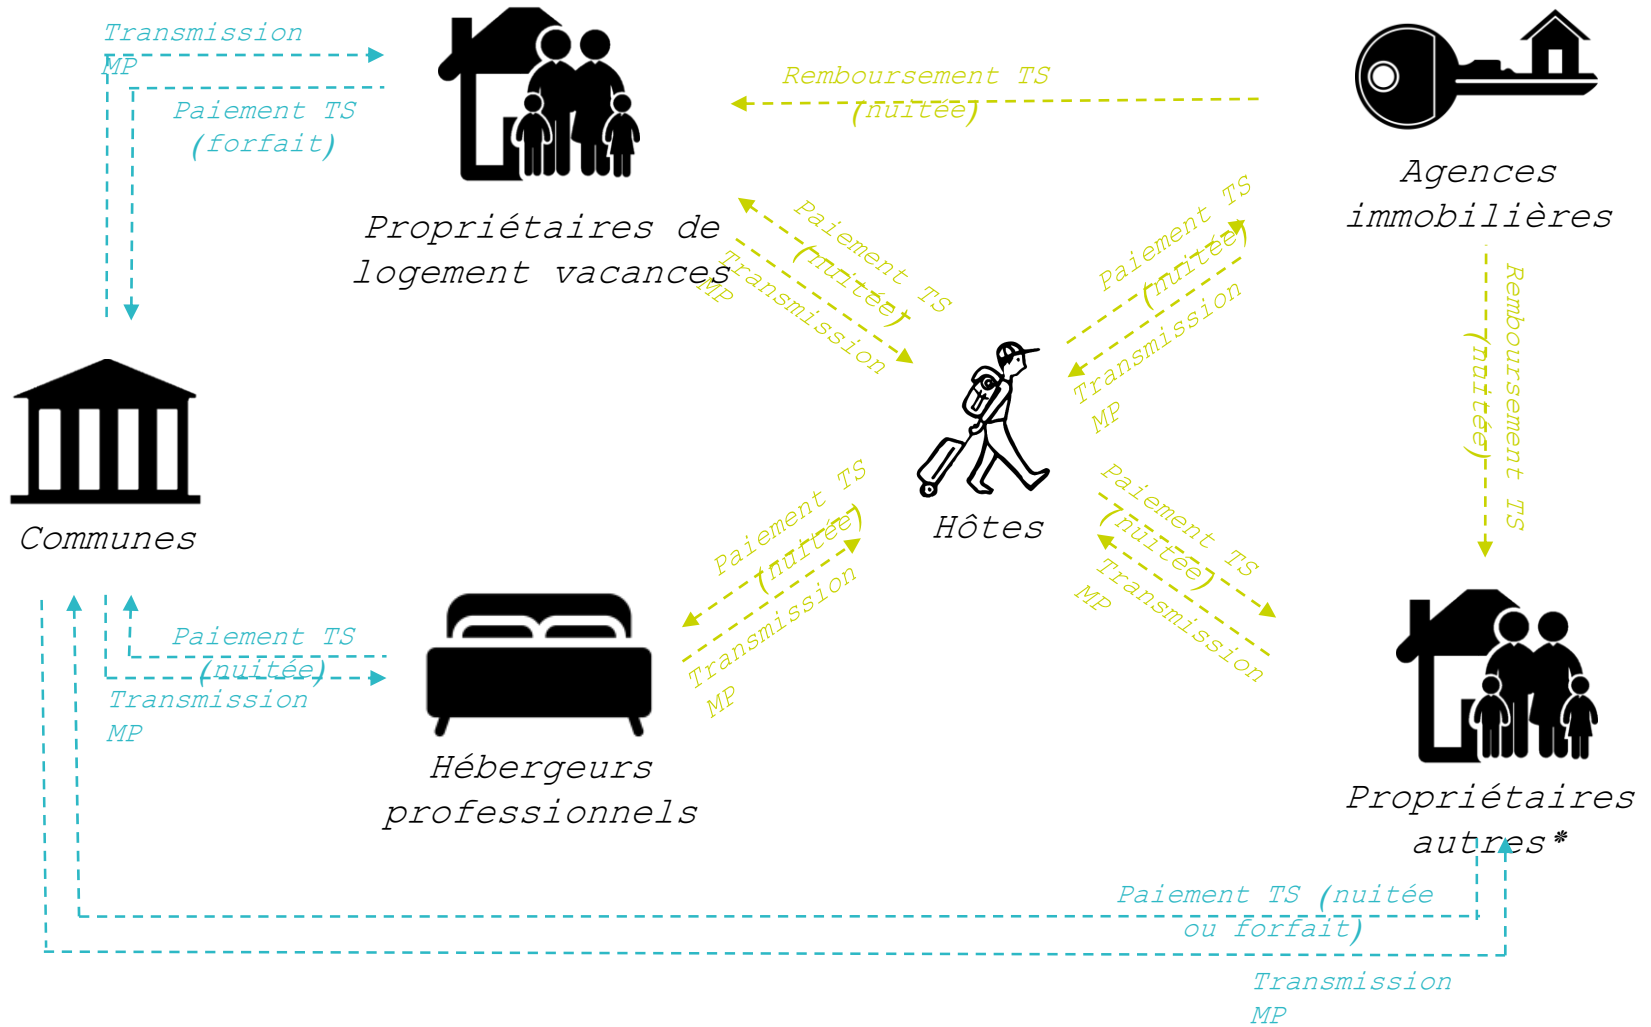 Transmission
MP
Paiement TS
(forfait)
Propriétaires de
logement vacances
Remboursement TS
(nuitée)
Agences
immobilières
Paiement TS
(nuitée)
Transmission
MP
Paiement TS
(nuitée)
Transmission
MP
Remboursement TS
(nuitée)
Communes
Hôtes
Paiement TS
(nuitée)
Transmission
MP
Paiement TS
(nuitée)
Transmission
MP
Paiement TS
(nuitée)
Transmission
MP
Hébergeurs
professionnels
Propriétaires
autres*
Paiement TS (nuitée
ou forfait)
Transmission
MP